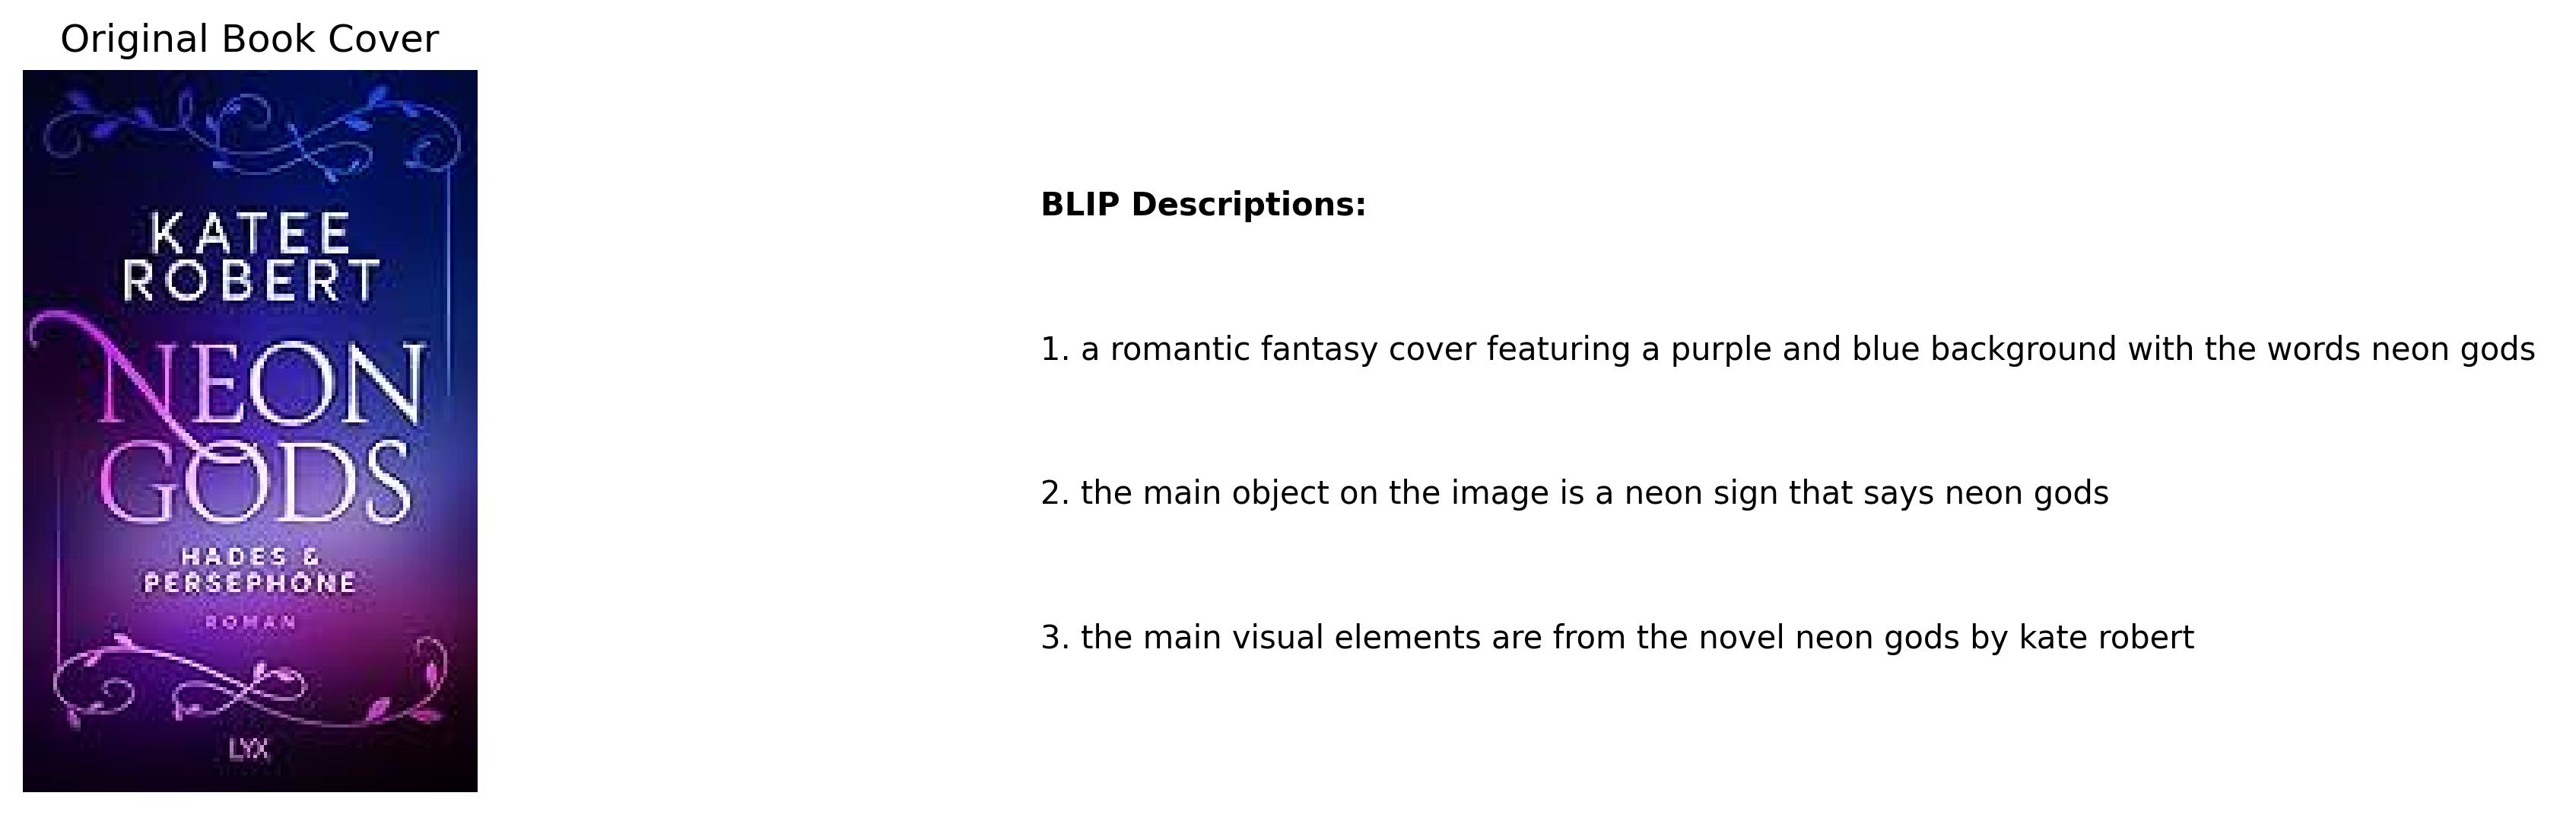 Original Book Cover
KATEE
ROBERT
NEON
GODS
HADES &
PERSEPHONE
ROMAN
LYX
BLIP Descriptions:
1. a romantic fantasy cover featuring a purple and blue background with the words neon gods
2. the main object on the image is a neon sign that says neon gods
3. the main visual elements are from the novel neon gods by kate robert